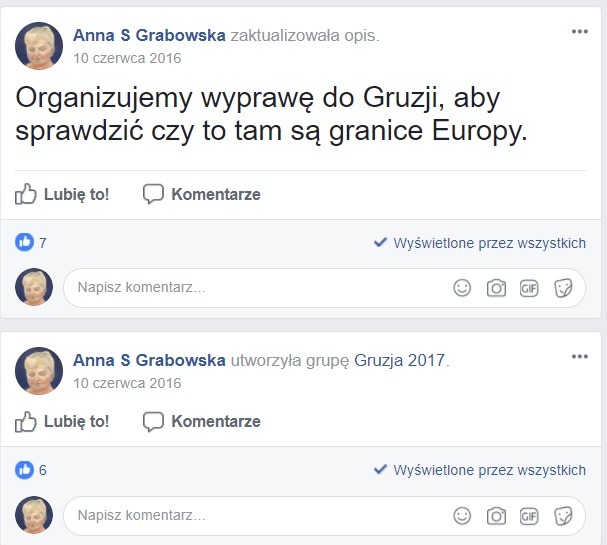 Anna S Grabowska zaktualizowała opis.
10 czerwca 2016
Organizujemy wyprawę do Gruzji, aby
sprawdzić czy to tam są granice Europy.
Lubię to! Komentarze
7 Wyświetlone przez wszystkich
Napisz komentarz... GIF
Anna S Grabowska utworzyła grupę Gruzja 2017.
10 czerwca 2016
Lubię to! Komentarze
6 Wyświetlone przez wszystkich
Napisz komentarz... GIF